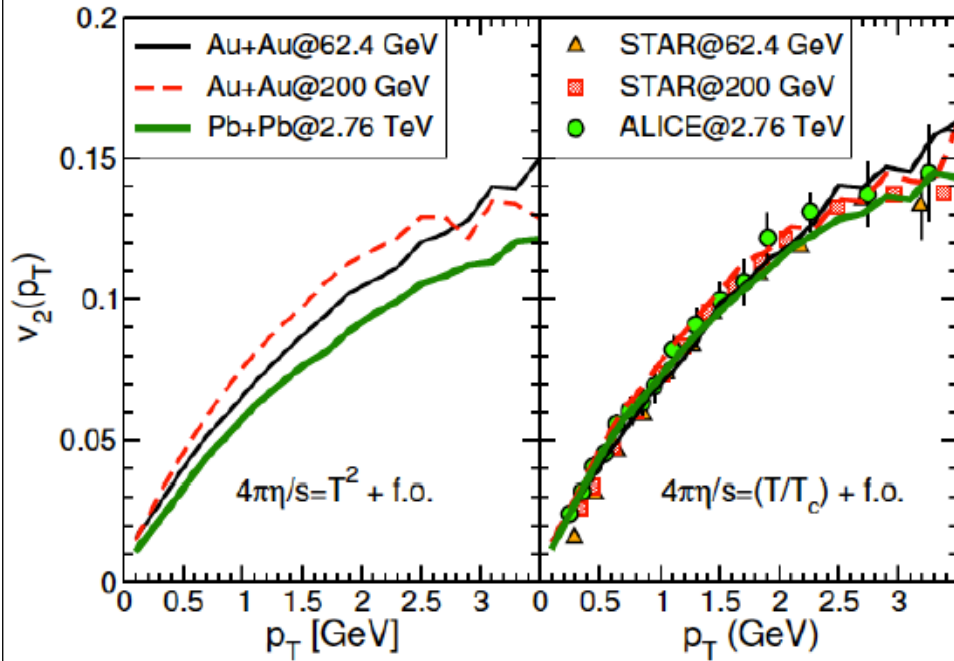 0.2
0.15
0.1
0.05
0
v2(pT)
Au+Au@62.4 GeV
Au+Au@200 GeV
Pb+Pb@2.76 TeV
4πη/s=T² + f.o.
0 0.5 1 1.5 2 2.5 3
pT [GeV]
STAR@62.4 GeV
STAR@200 GeV
ALICE@2.76 TeV
4πη/s=(T/Tc) + f.o.
0 0.5 1 1.5 2 2.5 3
pT (GeV)